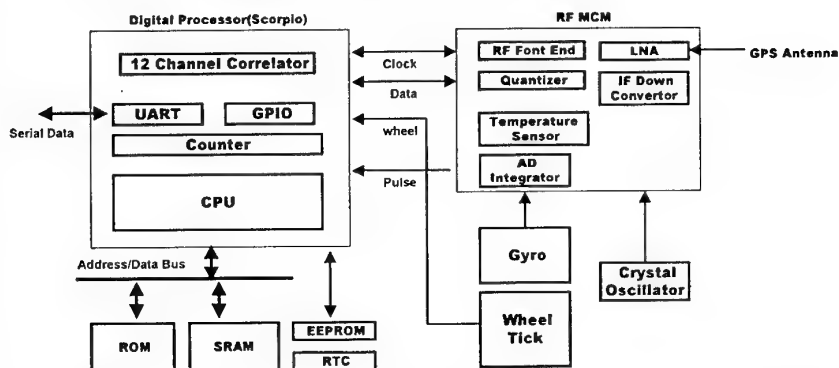 Digital Processor(Scorpio)
RF MCM
12 Channel Correlator
UART
GPIO
Counter
CPU
Serial Data
Clock
Data
wheel
Pulse
RF Font End
LNA
Quantizer
IF Down
Convertor
Temperature
Sensor
AD
Integrator
GPS Antenna
Address/Data Bus
Gyro
Crystal
Oscillator
Wheel
Tick
ROM
SRAM
EEPROM
RTC